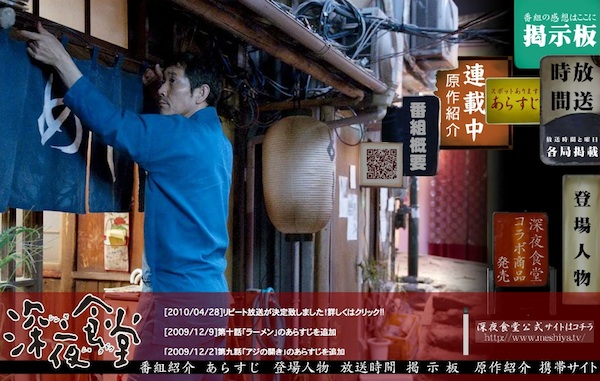 番組の感想はここに
掲示板
連載中
原作紹介
スポットあります
あらすじ
放送
時間
放送時間と曜日
各局掲載
番組概要
め
登場人物
深夜食堂
コラボ商品
発売
深夜食堂
[2010/04/28]リピート放送が決定致しました!詳しくはクリック!!
[2009/12/9]第十話「ラーメン」のあらすじを追加
[2009/12/2]第九話「アジの開き」のあらすじを追加
深夜食堂公式サイトはコチラ
http://www.meshiya.tv/
番組紹介 あらすじ 登場人物 放送時間 掲示板 原作紹介 携帯サイト